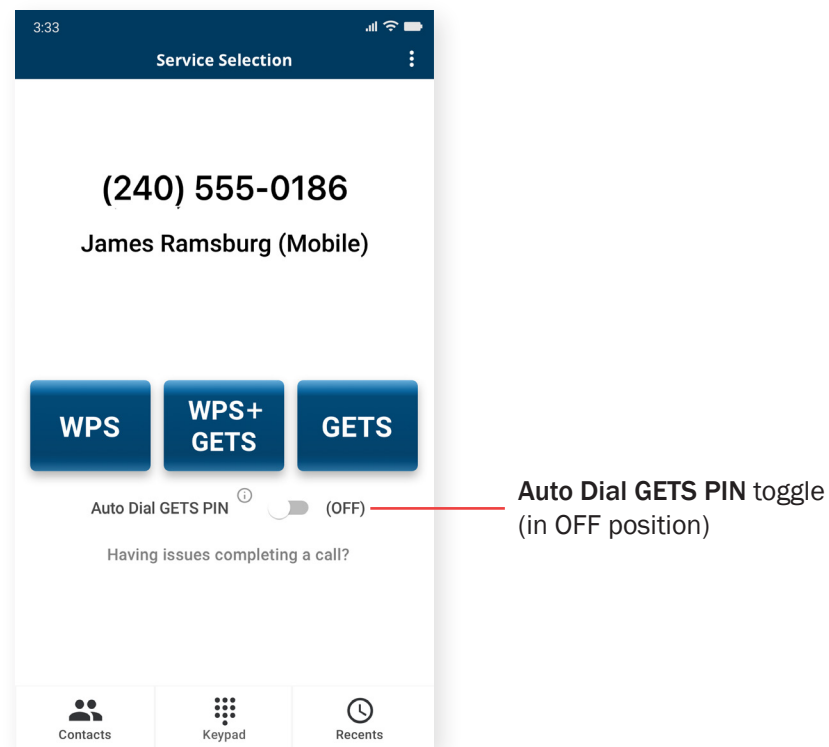 3:33
Service Selection
(240) 555-0186
James Ramsburg (Mobile)
WPS
WPS+
GETS
GETS
Auto Dial GETS PIN (OFF)
Auto Dial GETS PIN toggle
(in OFF position)
Having issues completing a call?
Contacts Keypad Recents